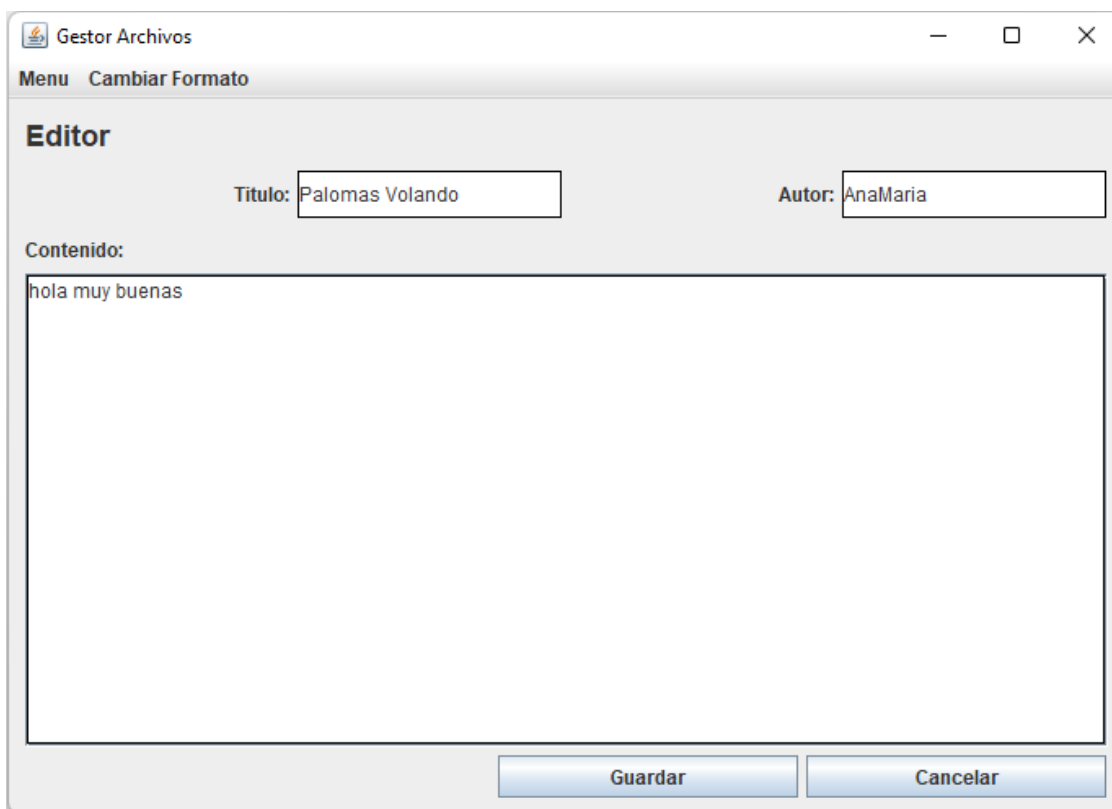 Gestor Archivos
Menu Cambiar Formato
Editor
Titulo: Palomas Volando Autor: AnaMaria
Contenido:
hola muy buenas
Guardar Cancelar